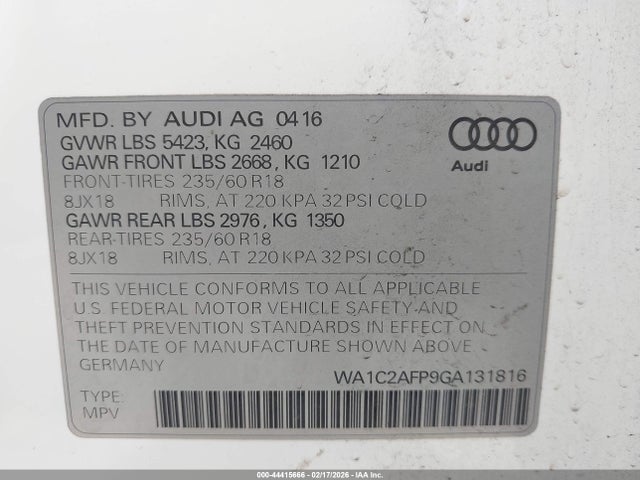 MFD. BY AUDI AG 0416
GVWR LBS 5423, KG 2460
GAWR FRONT LBS 2668, KG 1210
FRONT-TIRES 235/60 R18
8JX18 RIMS, AT 220 KPA 32 PSI COLD
GAWR REAR LBS 2976, KG 1350
REAR-TIRES 235/60 R18
8JX18 RIMS, AT 220 KPA 32 PSI COLD
Audi
THIS VEHICLE CONFORMS TO ALL APPLICABLE
U.S. FEDERAL MOTOR VEHICLE SAFETY-AND
THEFT PREVENTION STANDARDS IN EFFECT ON
THE DATE OF MANUFACTURE SHOWN ABOVE.
GERMANY
WA1C2AFP9GA131816
TYPE:
MPV
000-44415666 - 02/17/2026 - IAA, Inc.